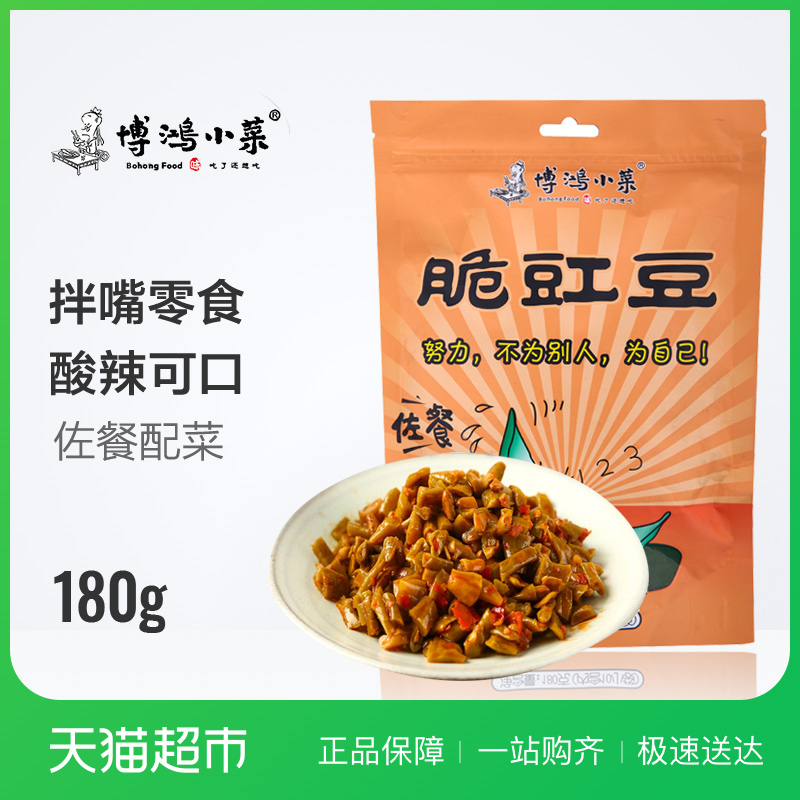 博鸿小菜®
Bohong Food 吃了还想吃
拌嘴零食
酸辣可口
佐餐配菜
180g
博鸿小菜®
Bohong Food 吃了还想吃
脆豇豆
努力，不为别人，为自己！
佐餐
123
天猫超市
正品保障 | 一站购齐 | 极速送达